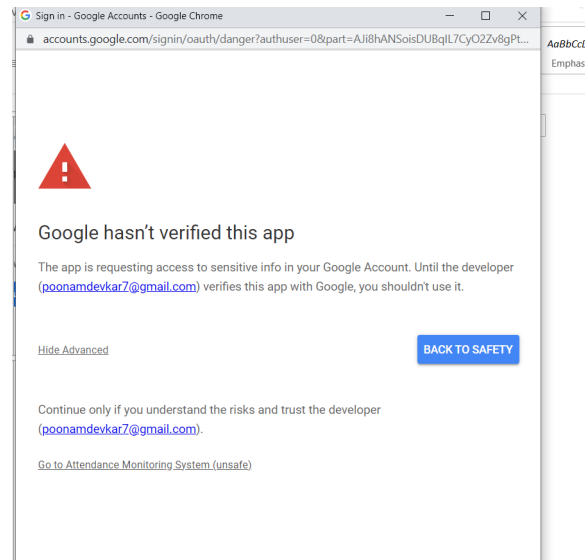 Sign in - Google Accounts - Google Chrome
accounts.google.com/signin/oauth/danger?authuser=0&part=AJi8hANSoisDUBqIL7CyO2Zv8gPt...
AaBbCcD
Emphas
Google hasn't verified this app
The app is requesting access to sensitive info in your Google Account. Until the developer
(poonamdevkar7@gmail.com) verifies this app with Google, you shouldn't use it.
Hide Advanced
BACK TO SAFETY
Continue only if you understand the risks and trust the developer
(poonamdevkar7@gmail.com).
Go to Attendance Monitoring System (unsafe)